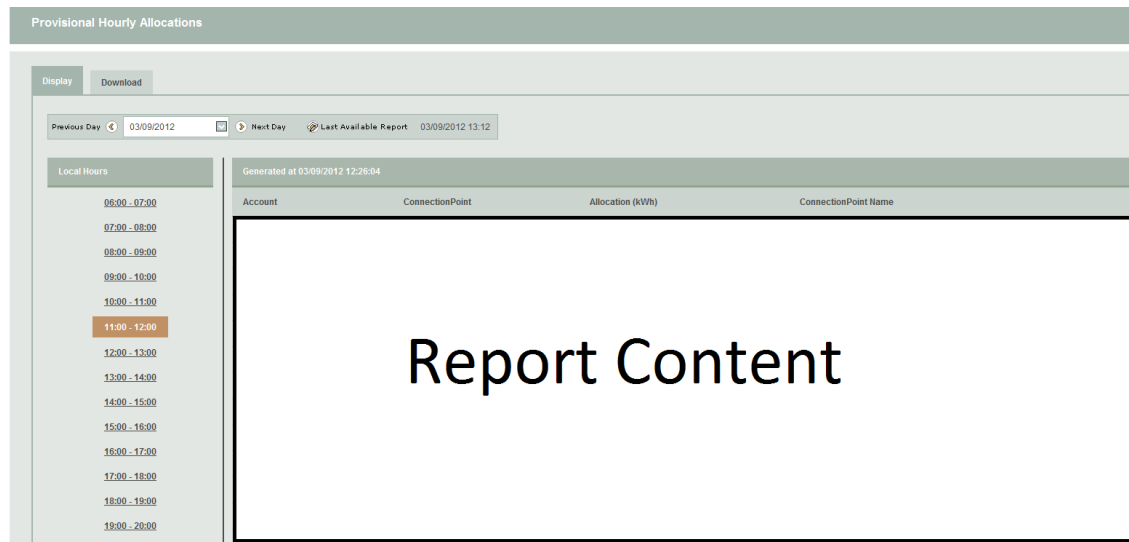 Provisional Hourly Allocations
Display Download
Previous Day 03/09/2012 Next Day Last Available Report 03/09/2012 13:12
Local Hours
06:00 - 07:00
07:00 - 08:00
08:00 - 09:00
09:00 - 10:00
10:00 - 11:00
11:00 - 12:00
12:00 - 13:00
13:00 - 14:00
14:00 - 15:00
15:00 - 16:00
16:00 - 17:00
17:00 - 18:00
18:00 - 19:00
19:00 - 20:00
Generated at 03/09/2012 12:26:04
Account ConnectionPoint Allocation (kWh) ConnectionPoint Name
Report Content